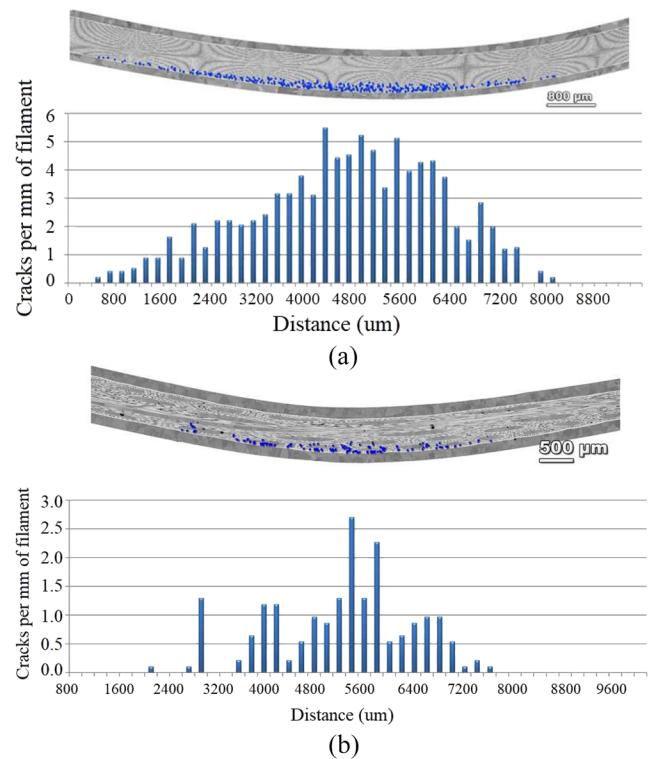 800 µm
Cracks per mm of filament
6
5
4
3
2
1
0
0 800 1600 2400 3200 4000 4800 5600 6400 7200 8000 8800
Distance (um)
(a)
500 µm
Cracks per mm of filament
3.0
2.5
2.0
1.5
1.0
0.5
0.0
800 1600 2400 3200 4000 4800 5600 6400 7200 8000 8800 9600
Distance (um)
(b)